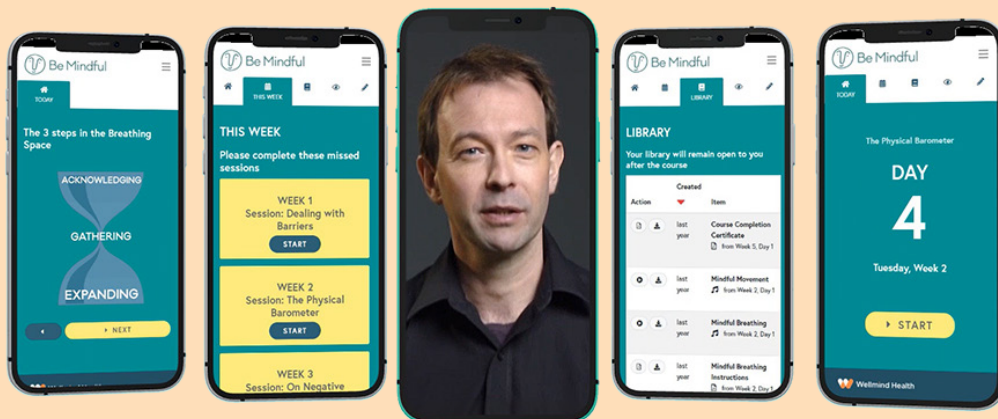 Be Mindful
TODAY
The 3 steps in the Breathing
Space
ACKNOWLEDGING
GATHERING
EXPANDING
NEXT
Be Mindful
THIS WEEK
THIS WEEK
Please complete these missed
sessions
WEEK 1
Session: Dealing with
Barriers
START
WEEK 2
Session: The Physical
Barometer
START
WEEK 3
Session: On Negative
Be Mindful
LIBRARY
LIBRARY
Your library will remain open to you
after the course
Created
Action Item
last Course Completion
year Certificate
from Week 5, Day 1
last Mindful Movement
year from Week 2, Day 1
last Mindful Breathing
year from Week 2, Day 1
last Mindful Breathing
year Instructions
from Week 2, Day 1
Be Mindful
TODAY
The Physical Barometer
DAY
4
Tuesday, Week 2
START
Wellmind Health